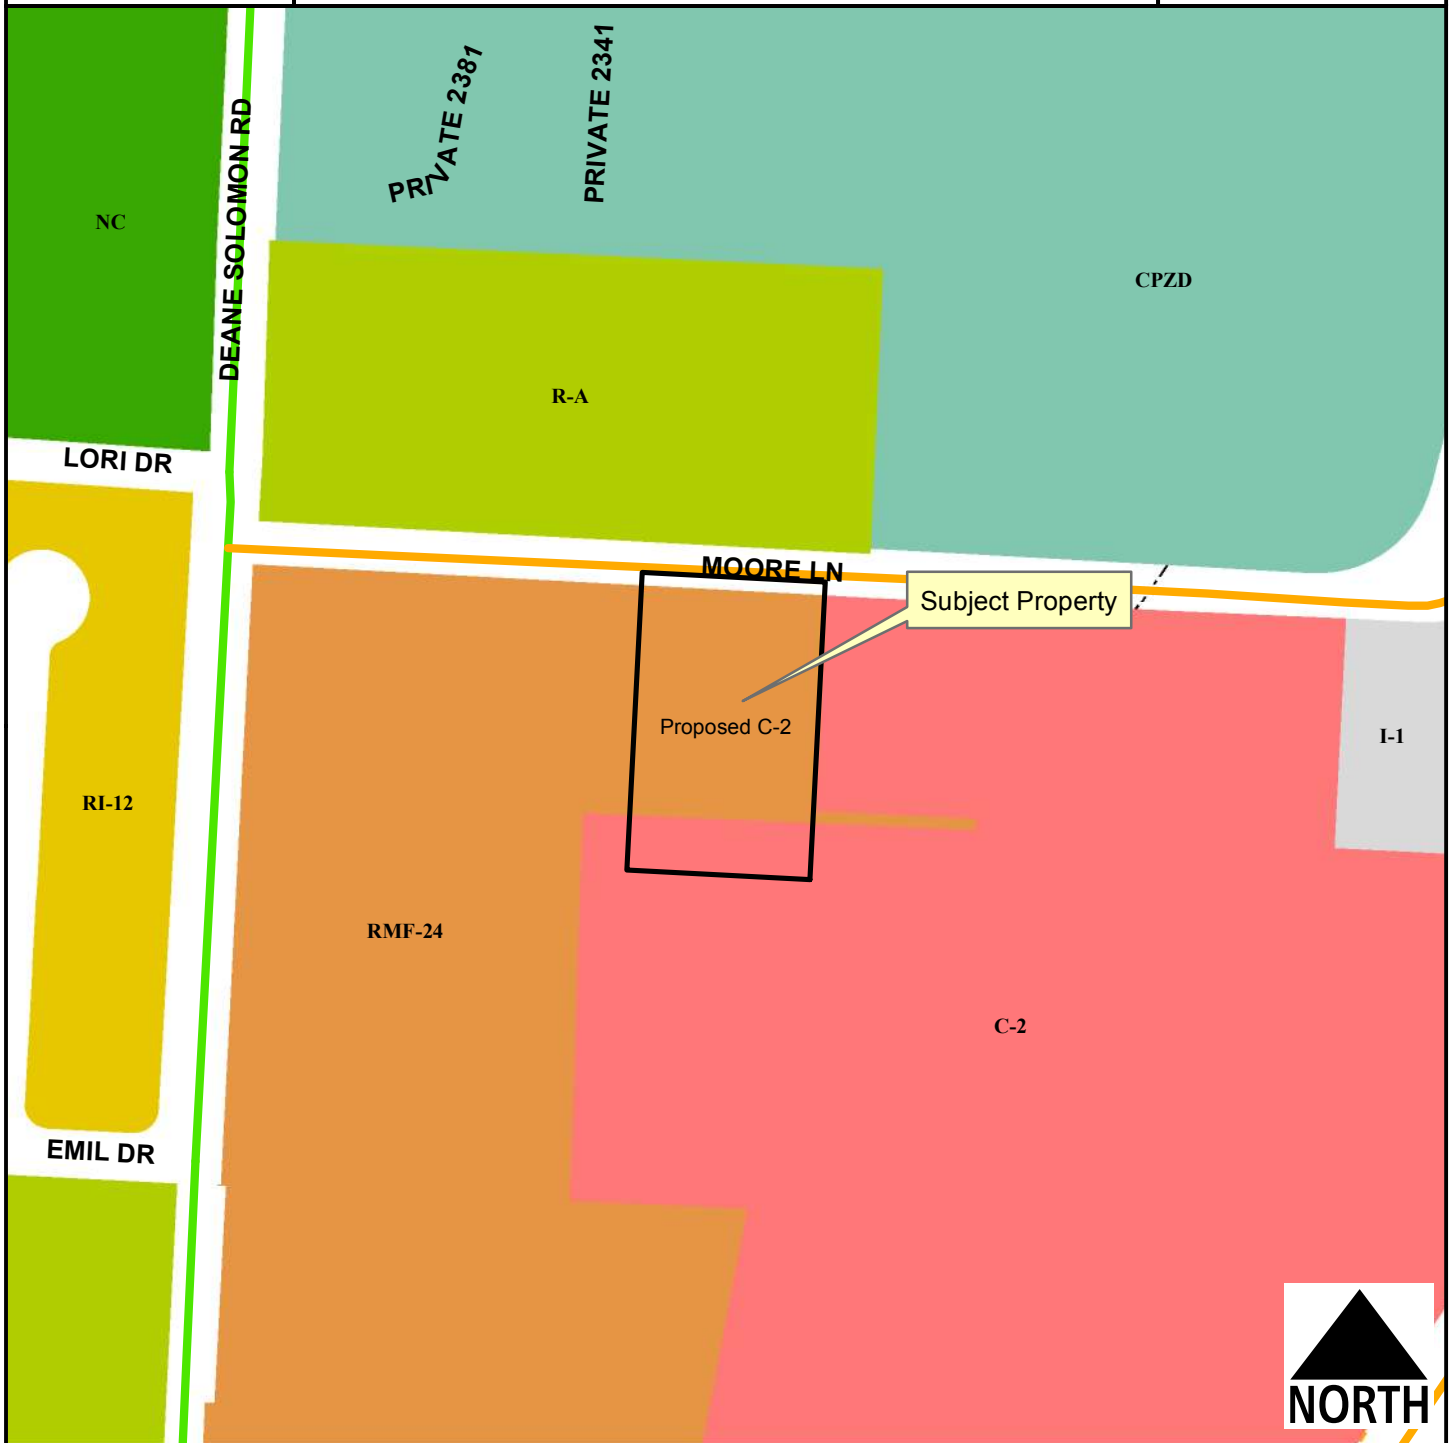 PRIVATE 2381
PRIVATE 2341
DEANE SOLOMON RD
NC
CPZD
R-A
LORI DR
MOORE LN
Subject Property
Proposed C-2
I-1
RI-12
RMF-24
C-2
EMIL DR
NORTH